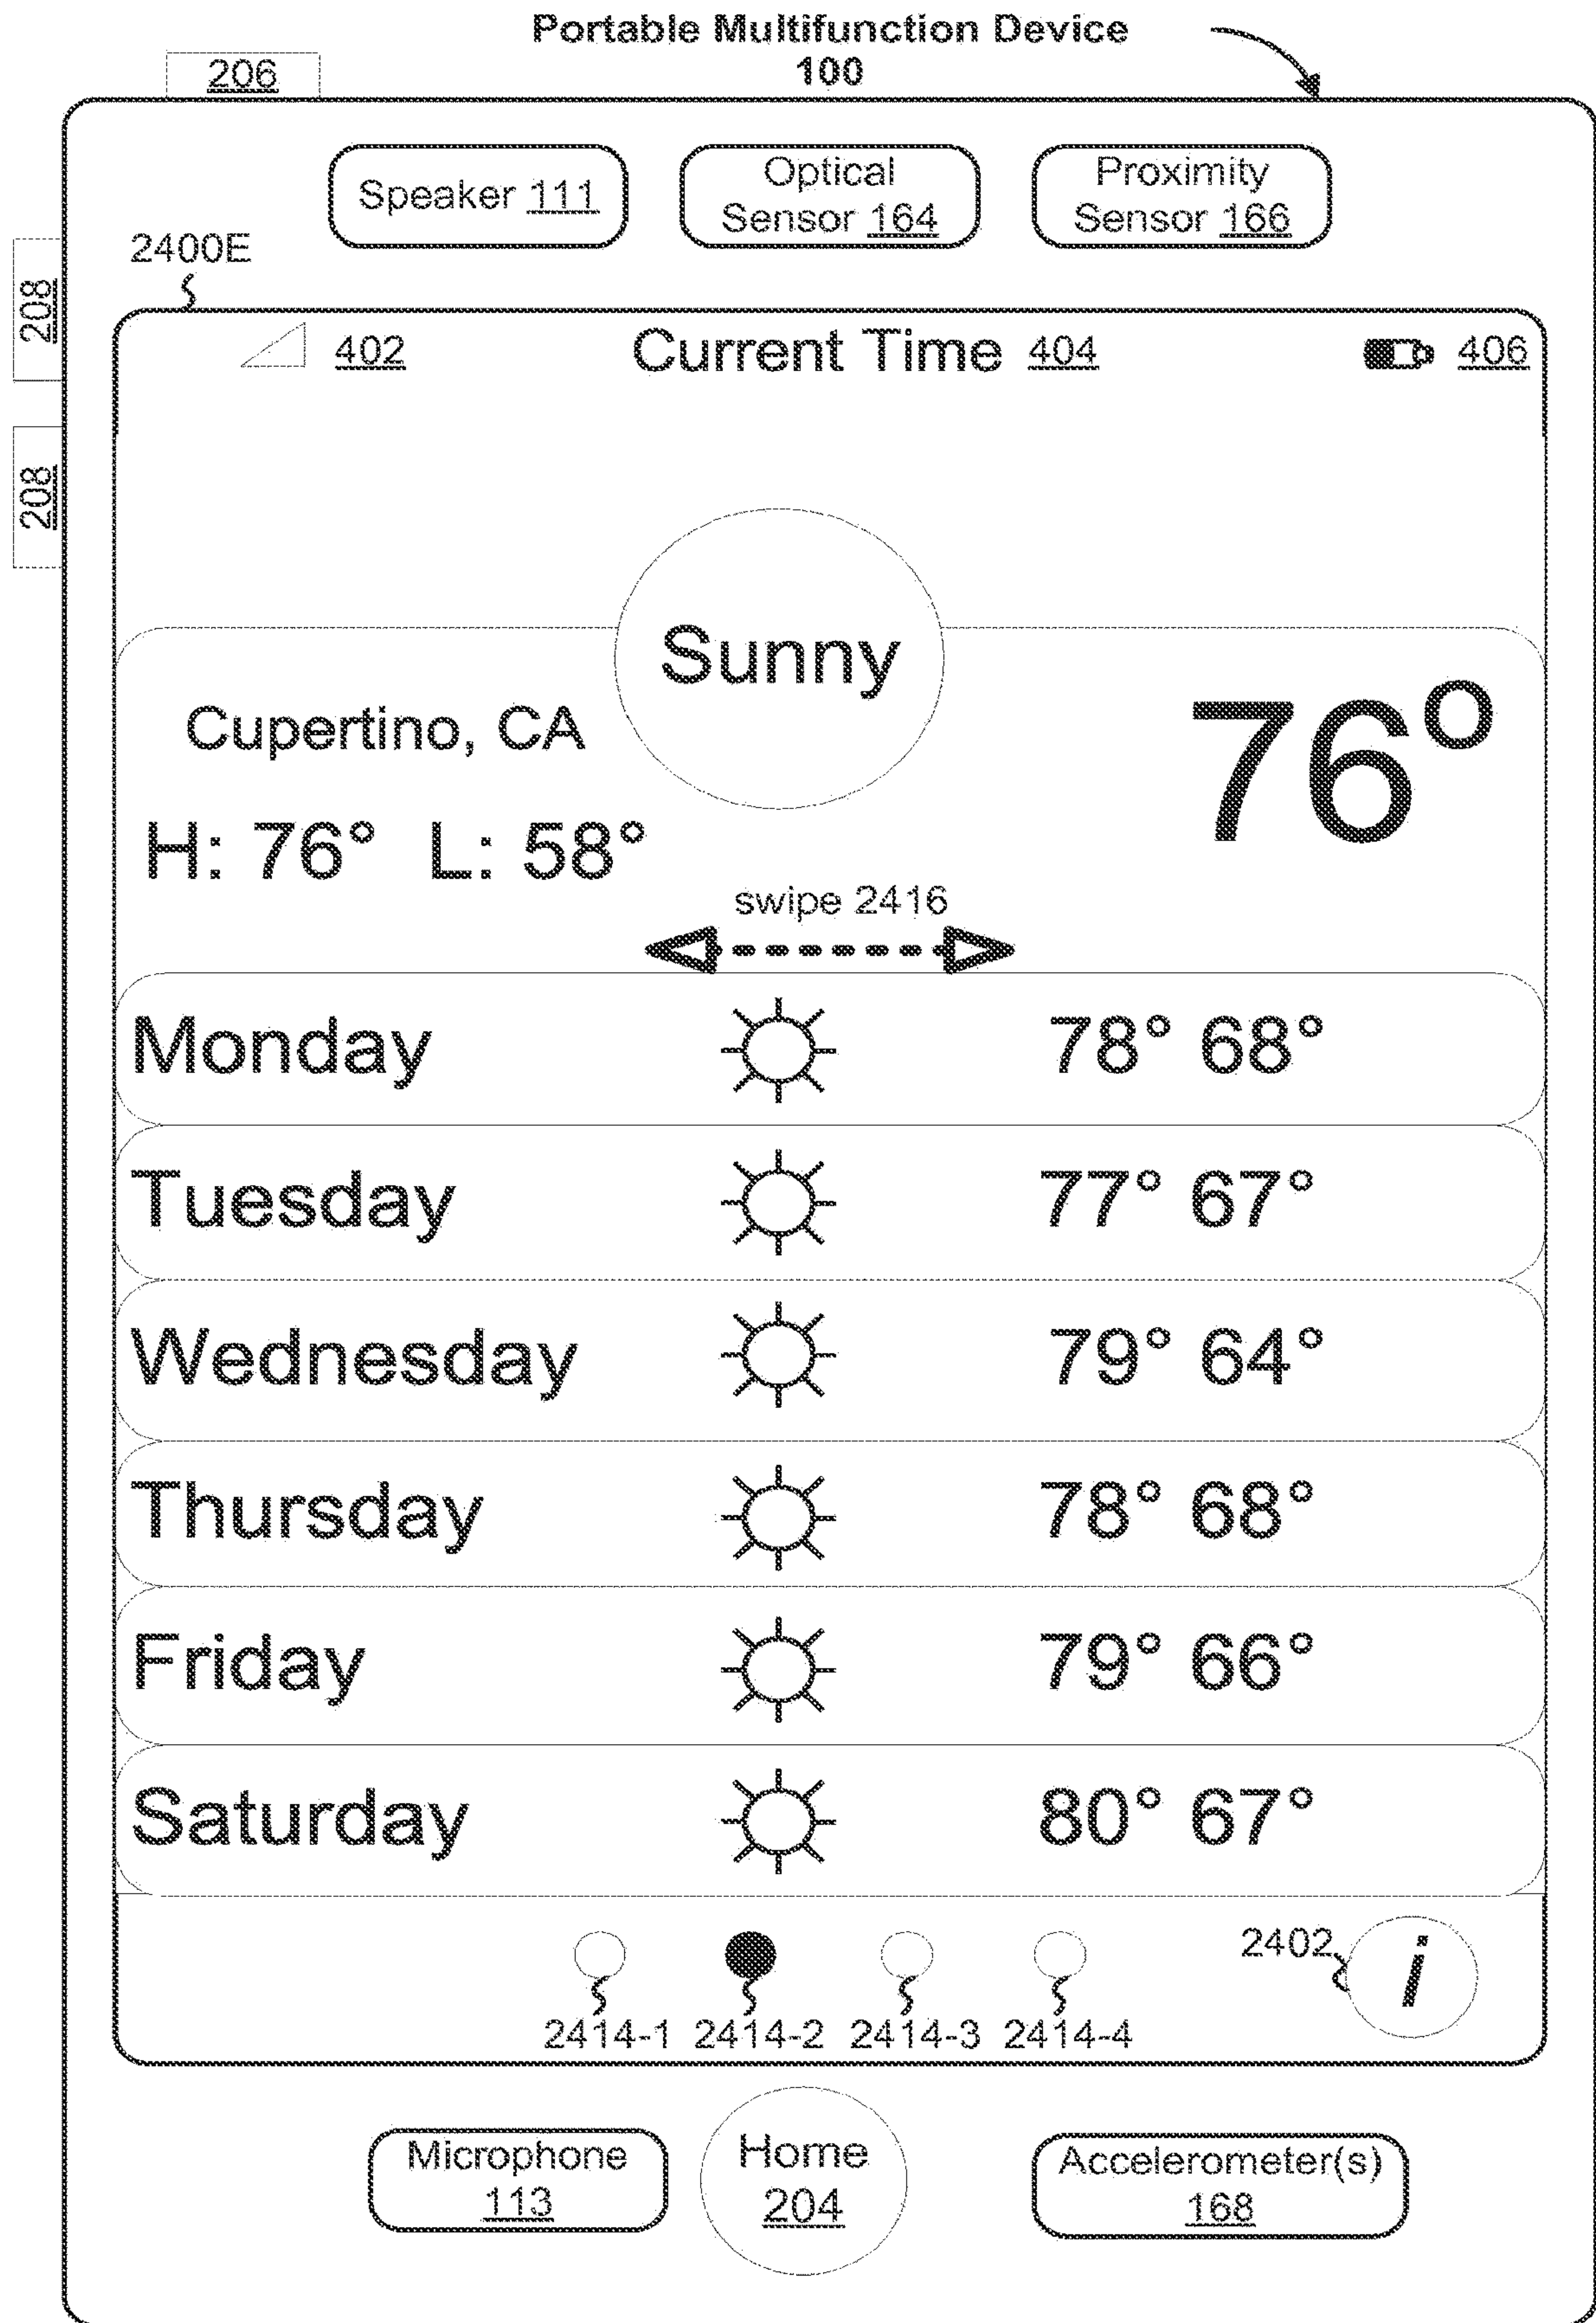 Portable Multifunction Device
100
206
Speaker 111
Optical
Sensor 164
Proximity
Sensor 166
2400E
208
208
402
Current Time 404
406
Sunny
Cupertino, CA
76°
H: 76° L: 58°
swipe 2416
Monday 78° 68°
Tuesday 77° 67°
Wednesday 79° 64°
Thursday 78° 68°
Friday 79° 66°
Saturday 80° 67°
2402
i
2414-1 2414-2 2414-3 2414-4
Microphone
113
Home
204
Accelerometer(s)
168